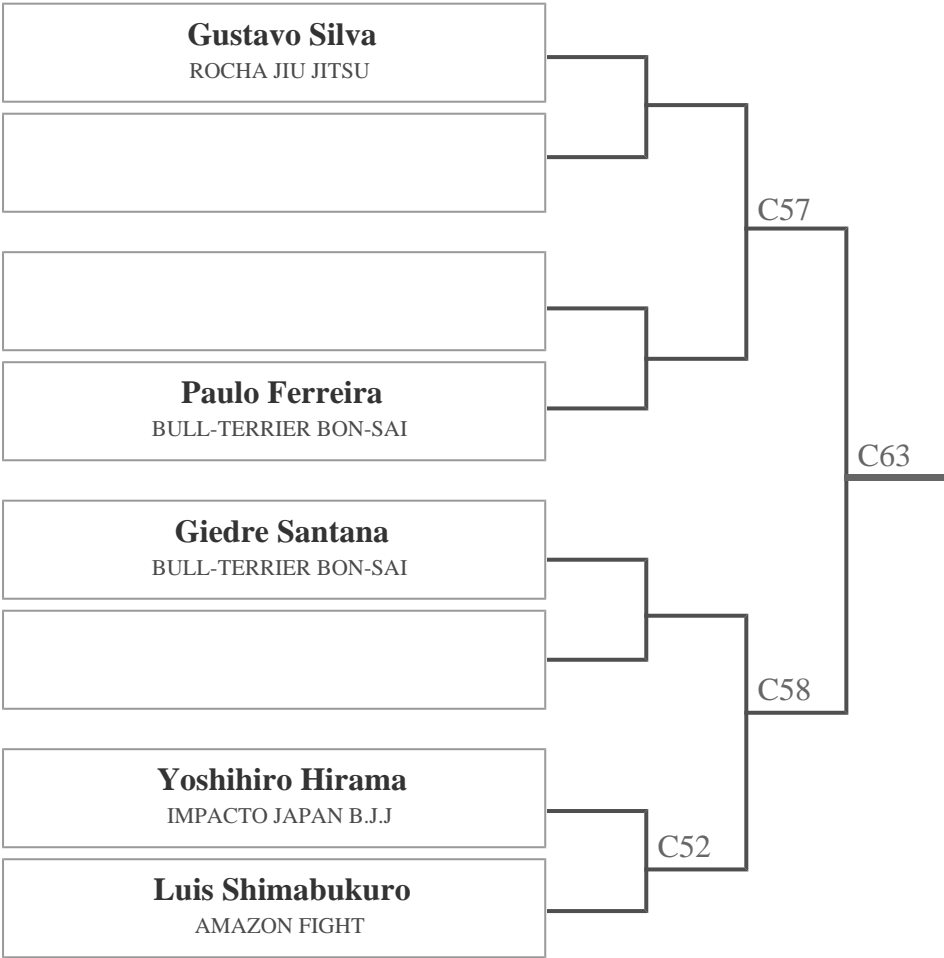 Gustavo Silva
ROCHA JIU JITSU
C57
Paulo Ferreira
BULL-TERRIER BON-SAI
C63
Giedre Santana
BULL-TERRIER BON-SAI
C58
Yoshihiro Hirama
IMPACTO JAPAN B.J.J
C52
Luis Shimabukuro
AMAZON FIGHT